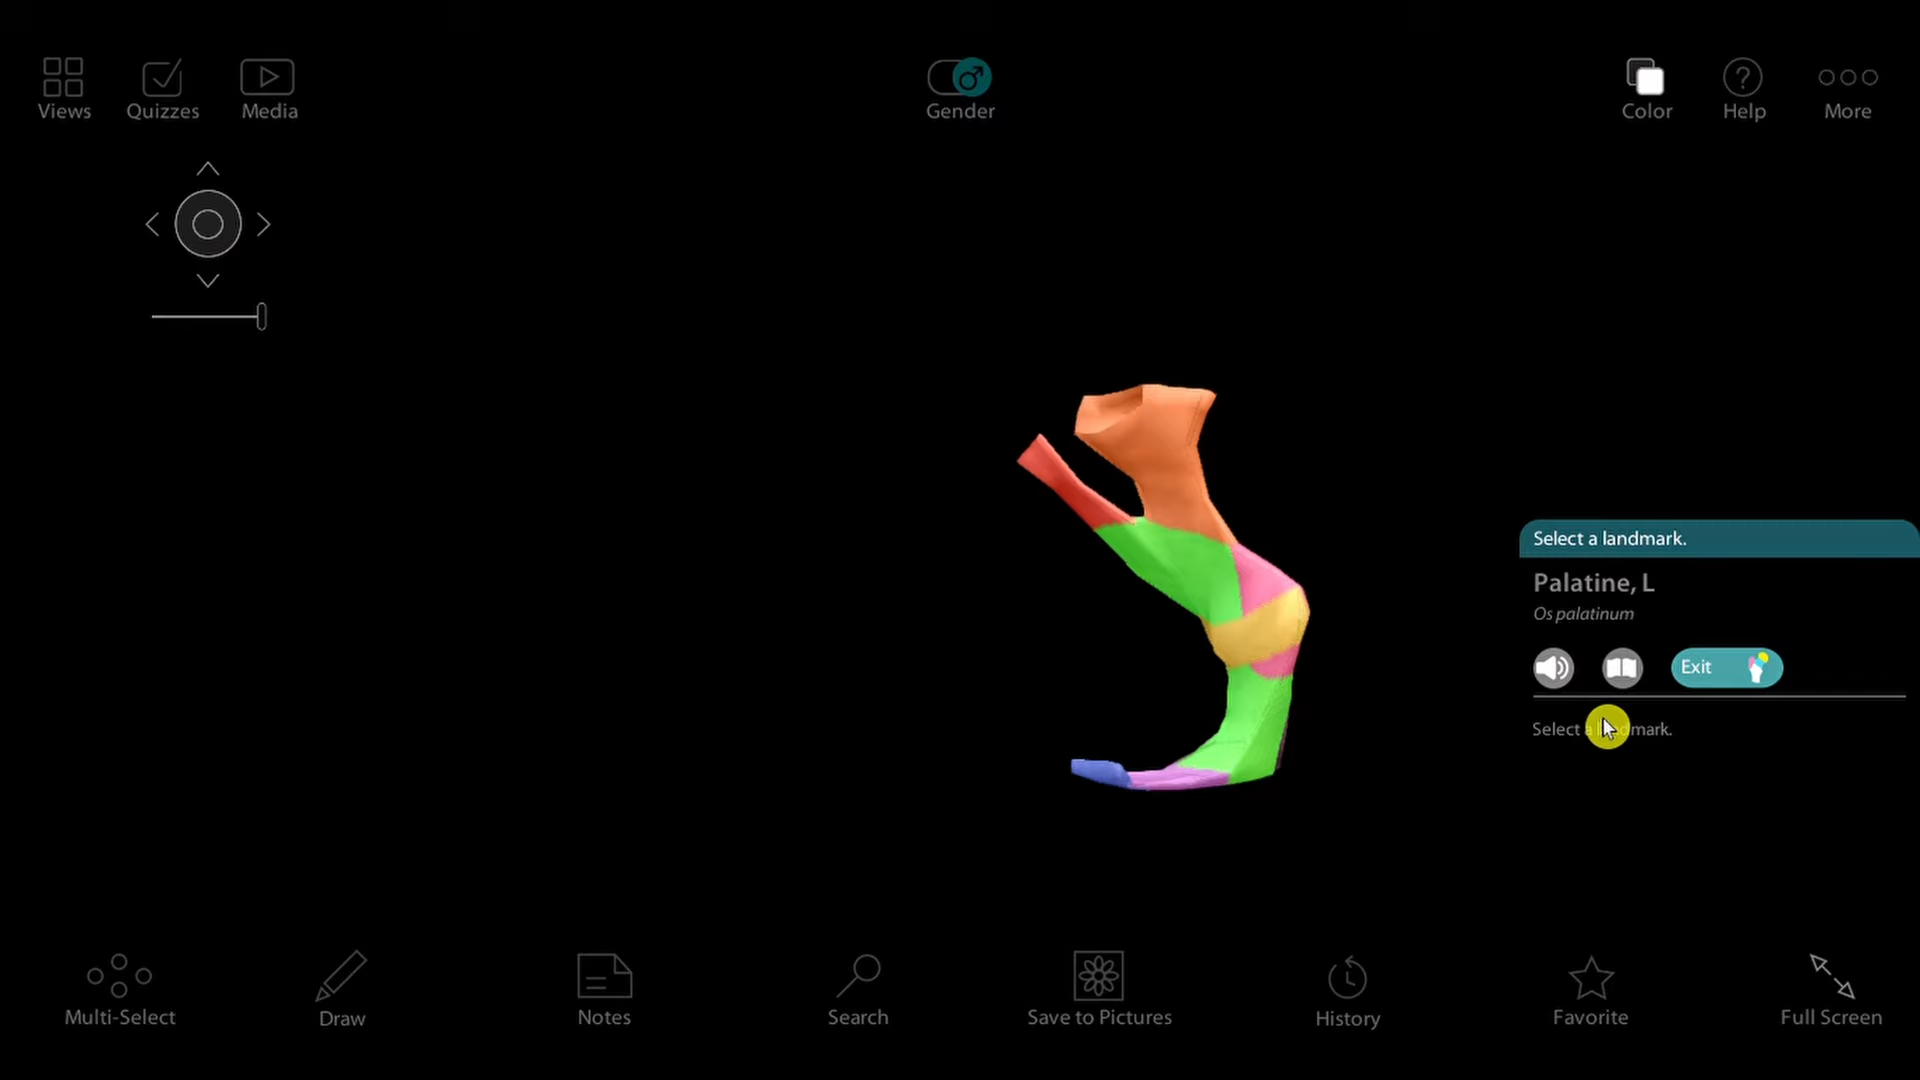 Views
Quizzes
Media
Gender
Color
Help
More
Select a landmark.
Palatine, L
Os palatinum
Exit
Select a landmark.
Multi-Select
Draw
Notes
Search
Save to Pictures
History
Favorite
Full Screen